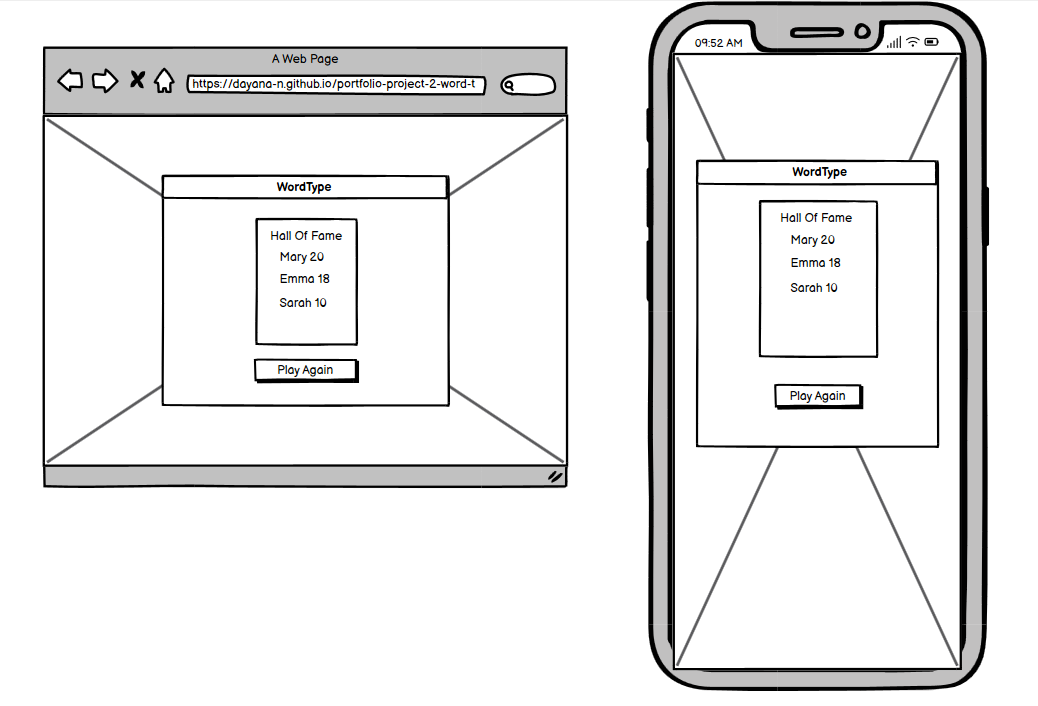 A Web Page
https://dayana-n.github.io/portfolio-project-2-word-t
WordType
Hall Of Fame
Mary 20
Emma 18
Sarah 10
Play Again
09:52 AM
WordType
Hall Of Fame
Mary 20
Emma 18
Sarah 10
Play Again